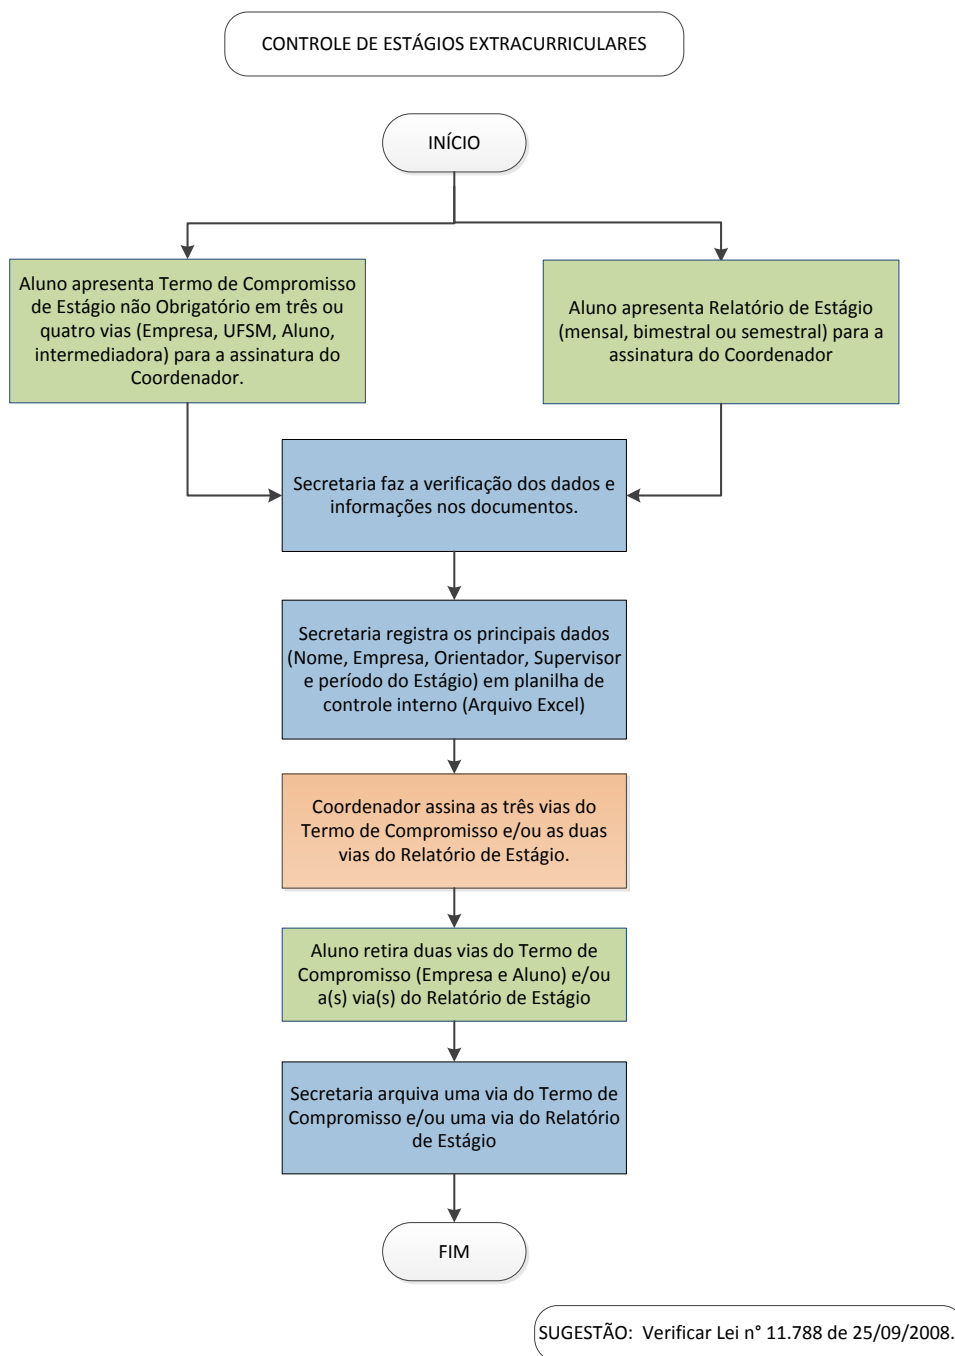 CONTROLE DE ESTÁGIOS EXTRACURRICULARES
INÍCIO
Aluno apresenta Termo de Compromisso
de Estágio não Obrigatório em três ou
quatro vias (Empresa, UFSM, Aluno,
intermediadora) para a assinatura do
Coordenador.
Aluno apresenta Relatório de Estágio
(mensal, bimestral ou semestral) para a
assinatura do Coordenador
Secretaria faz a verificação dos dados e
informações nos documentos.
Secretaria registra os principais dados
(Nome, Empresa, Orientador, Supervisor
e período do Estágio) em planilha de
controle interno (Arquivo Excel)
Coordenador assina as três vias do
Termo de Compromisso e/ou as duas
vias do Relatório de Estágio.
Aluno retira duas vias do Termo de
Compromisso (Empresa e Aluno) e/ou
a(s) via(s) do Relatório de Estágio
Secretaria arquiva uma via do Termo de
Compromisso e/ou uma via do Relatório
de Estágio
FIM
SUGESTÃO:  Verificar Lei n° 11.788 de 25/09/2008.